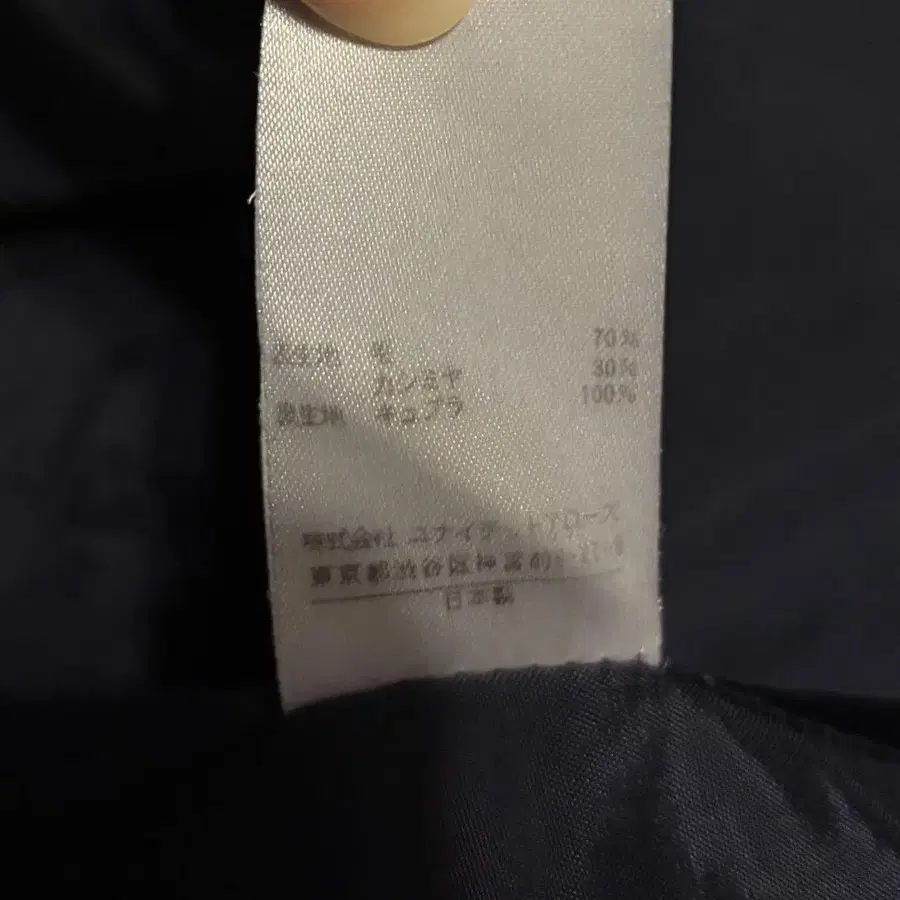 表生地 毛 70%
カシミヤ 30%
裏生地 キュプラ 100%
株式会社 ユナイテッドアローズ
東京都渋谷区神宮前
日本製